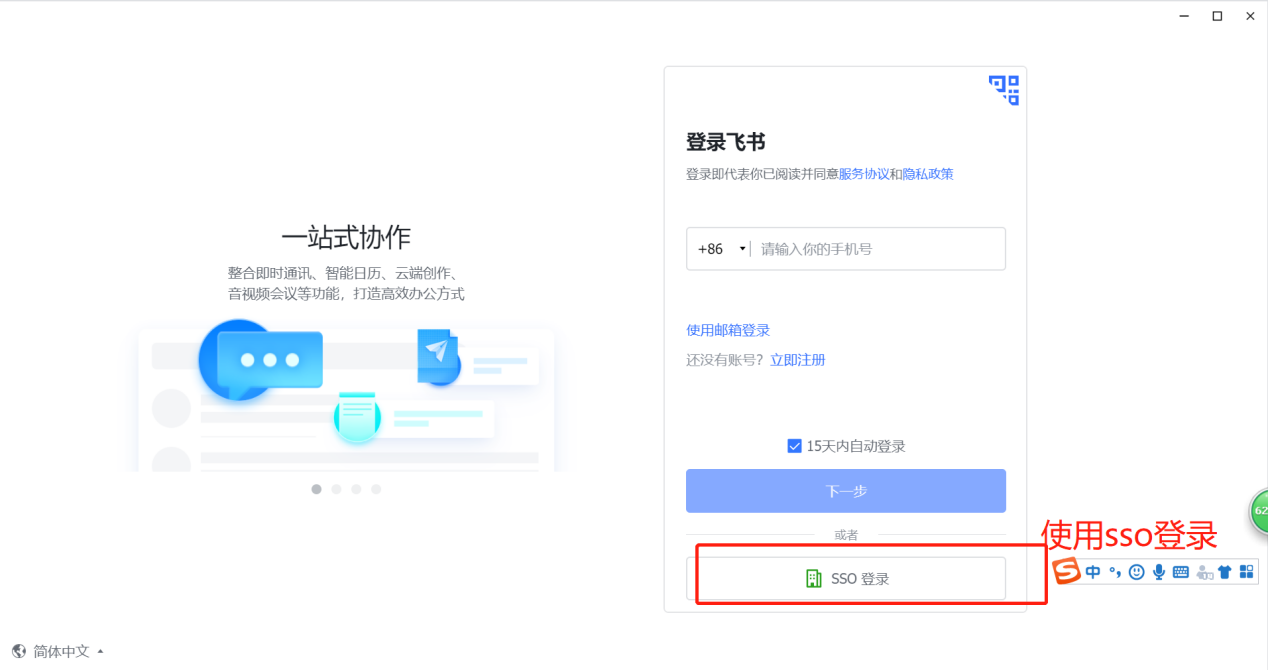 登录飞书
登录即代表你已阅读并同意服务协议和隐私政策
一站式协作
整合即时通讯、智能日历、云端创作、
音视频会议等功能，打造高效办公方式
+86 请输入你的手机号
使用邮箱登录
还没有账号？立即注册
15天内自动登录
下一步
或者
SSO 登录
使用sso登录
中
62
简体中文